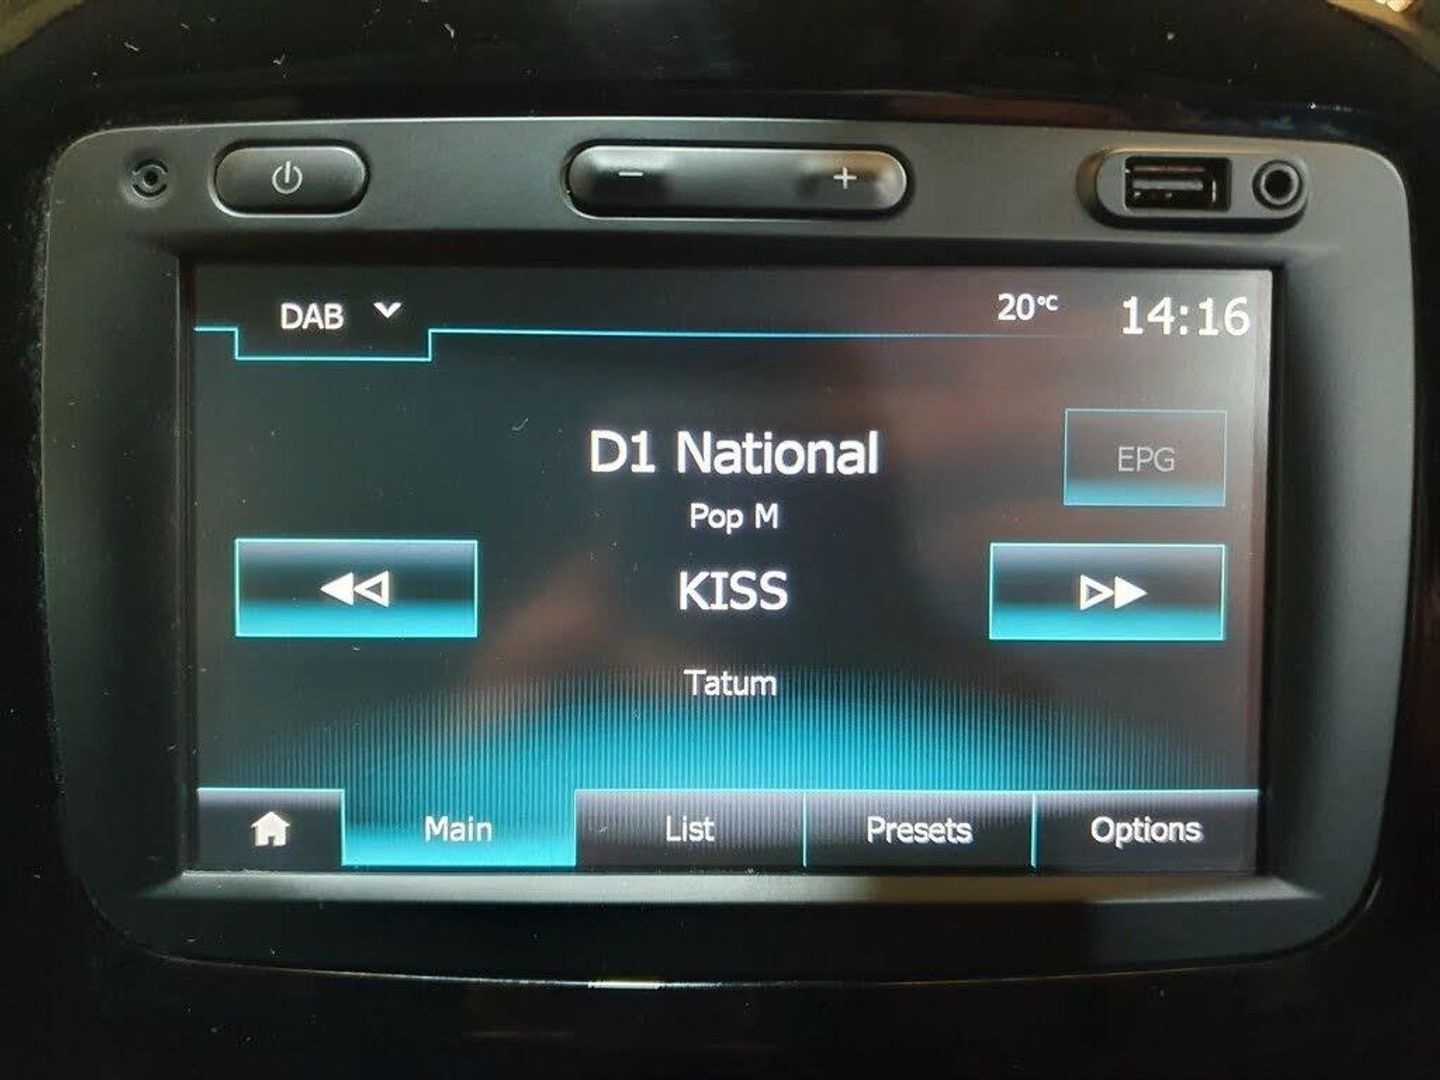 DAB
20°C
14:16
D1 National
EPG
Pop M
KISS
Tatum
Main
List
Presets
Options